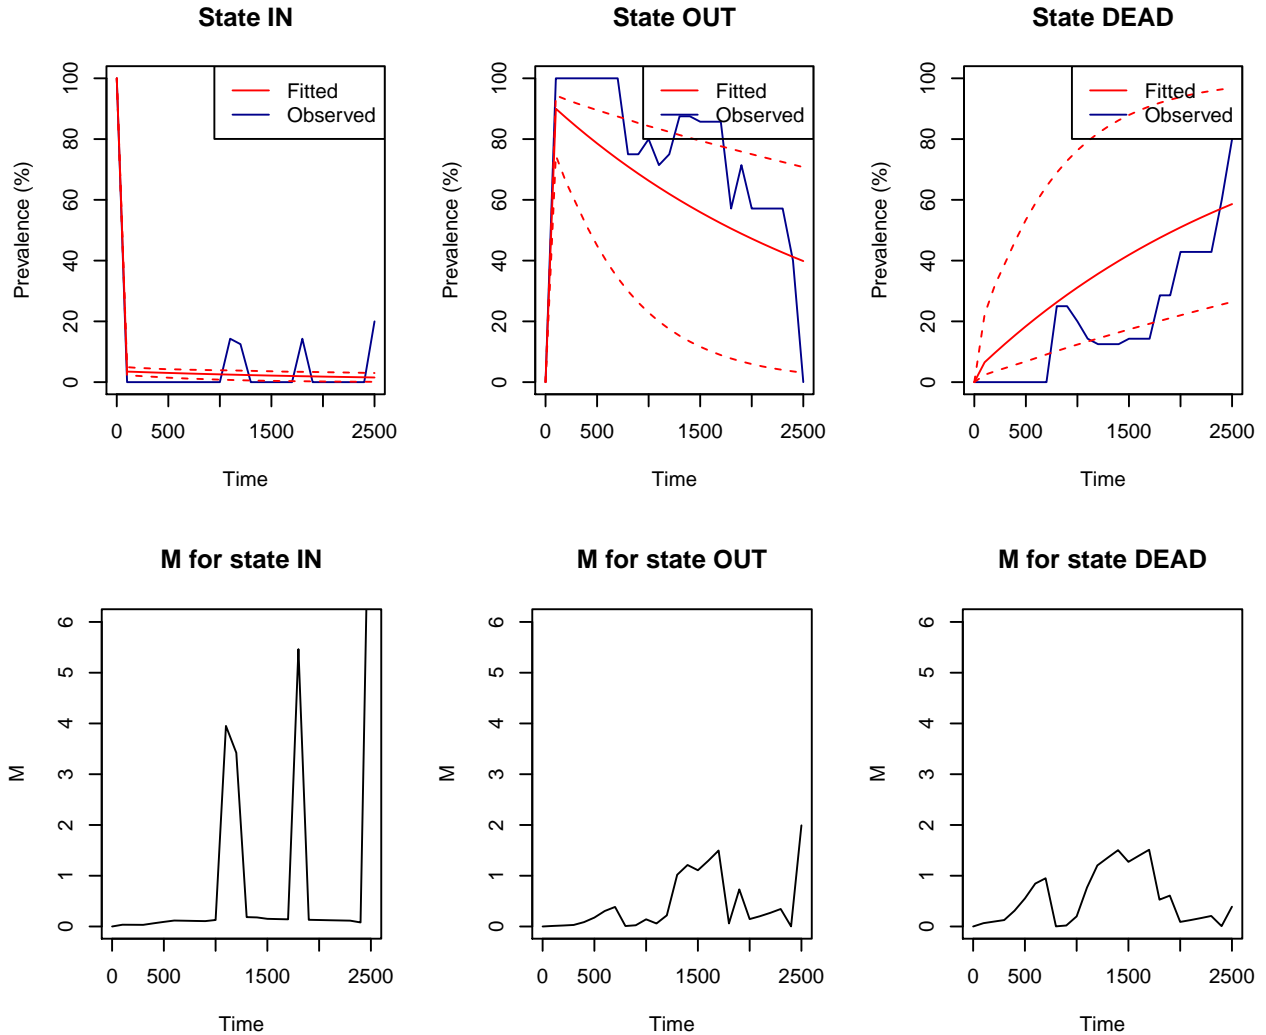 State IN
State OUT
State DEAD
Prevalence (%)
0
20
40
60
80
100
Fitted
Observed
0
500
1500
2500
Time
Prevalence (%)
0
20
40
60
80
100
Fitted
Observed
0
500
1500
2500
Time
Prevalence (%)
0
20
40
60
80
100
Fitted
Observed
0
500
1500
2500
Time
M for state IN
M for state OUT
M for state DEAD
M
0
1
2
3
4
5
6
0
500
1500
2500
Time
M
0
1
2
3
4
5
6
0
500
1500
2500
Time
M
0
1
2
3
4
5
6
0
500
1500
2500
Time